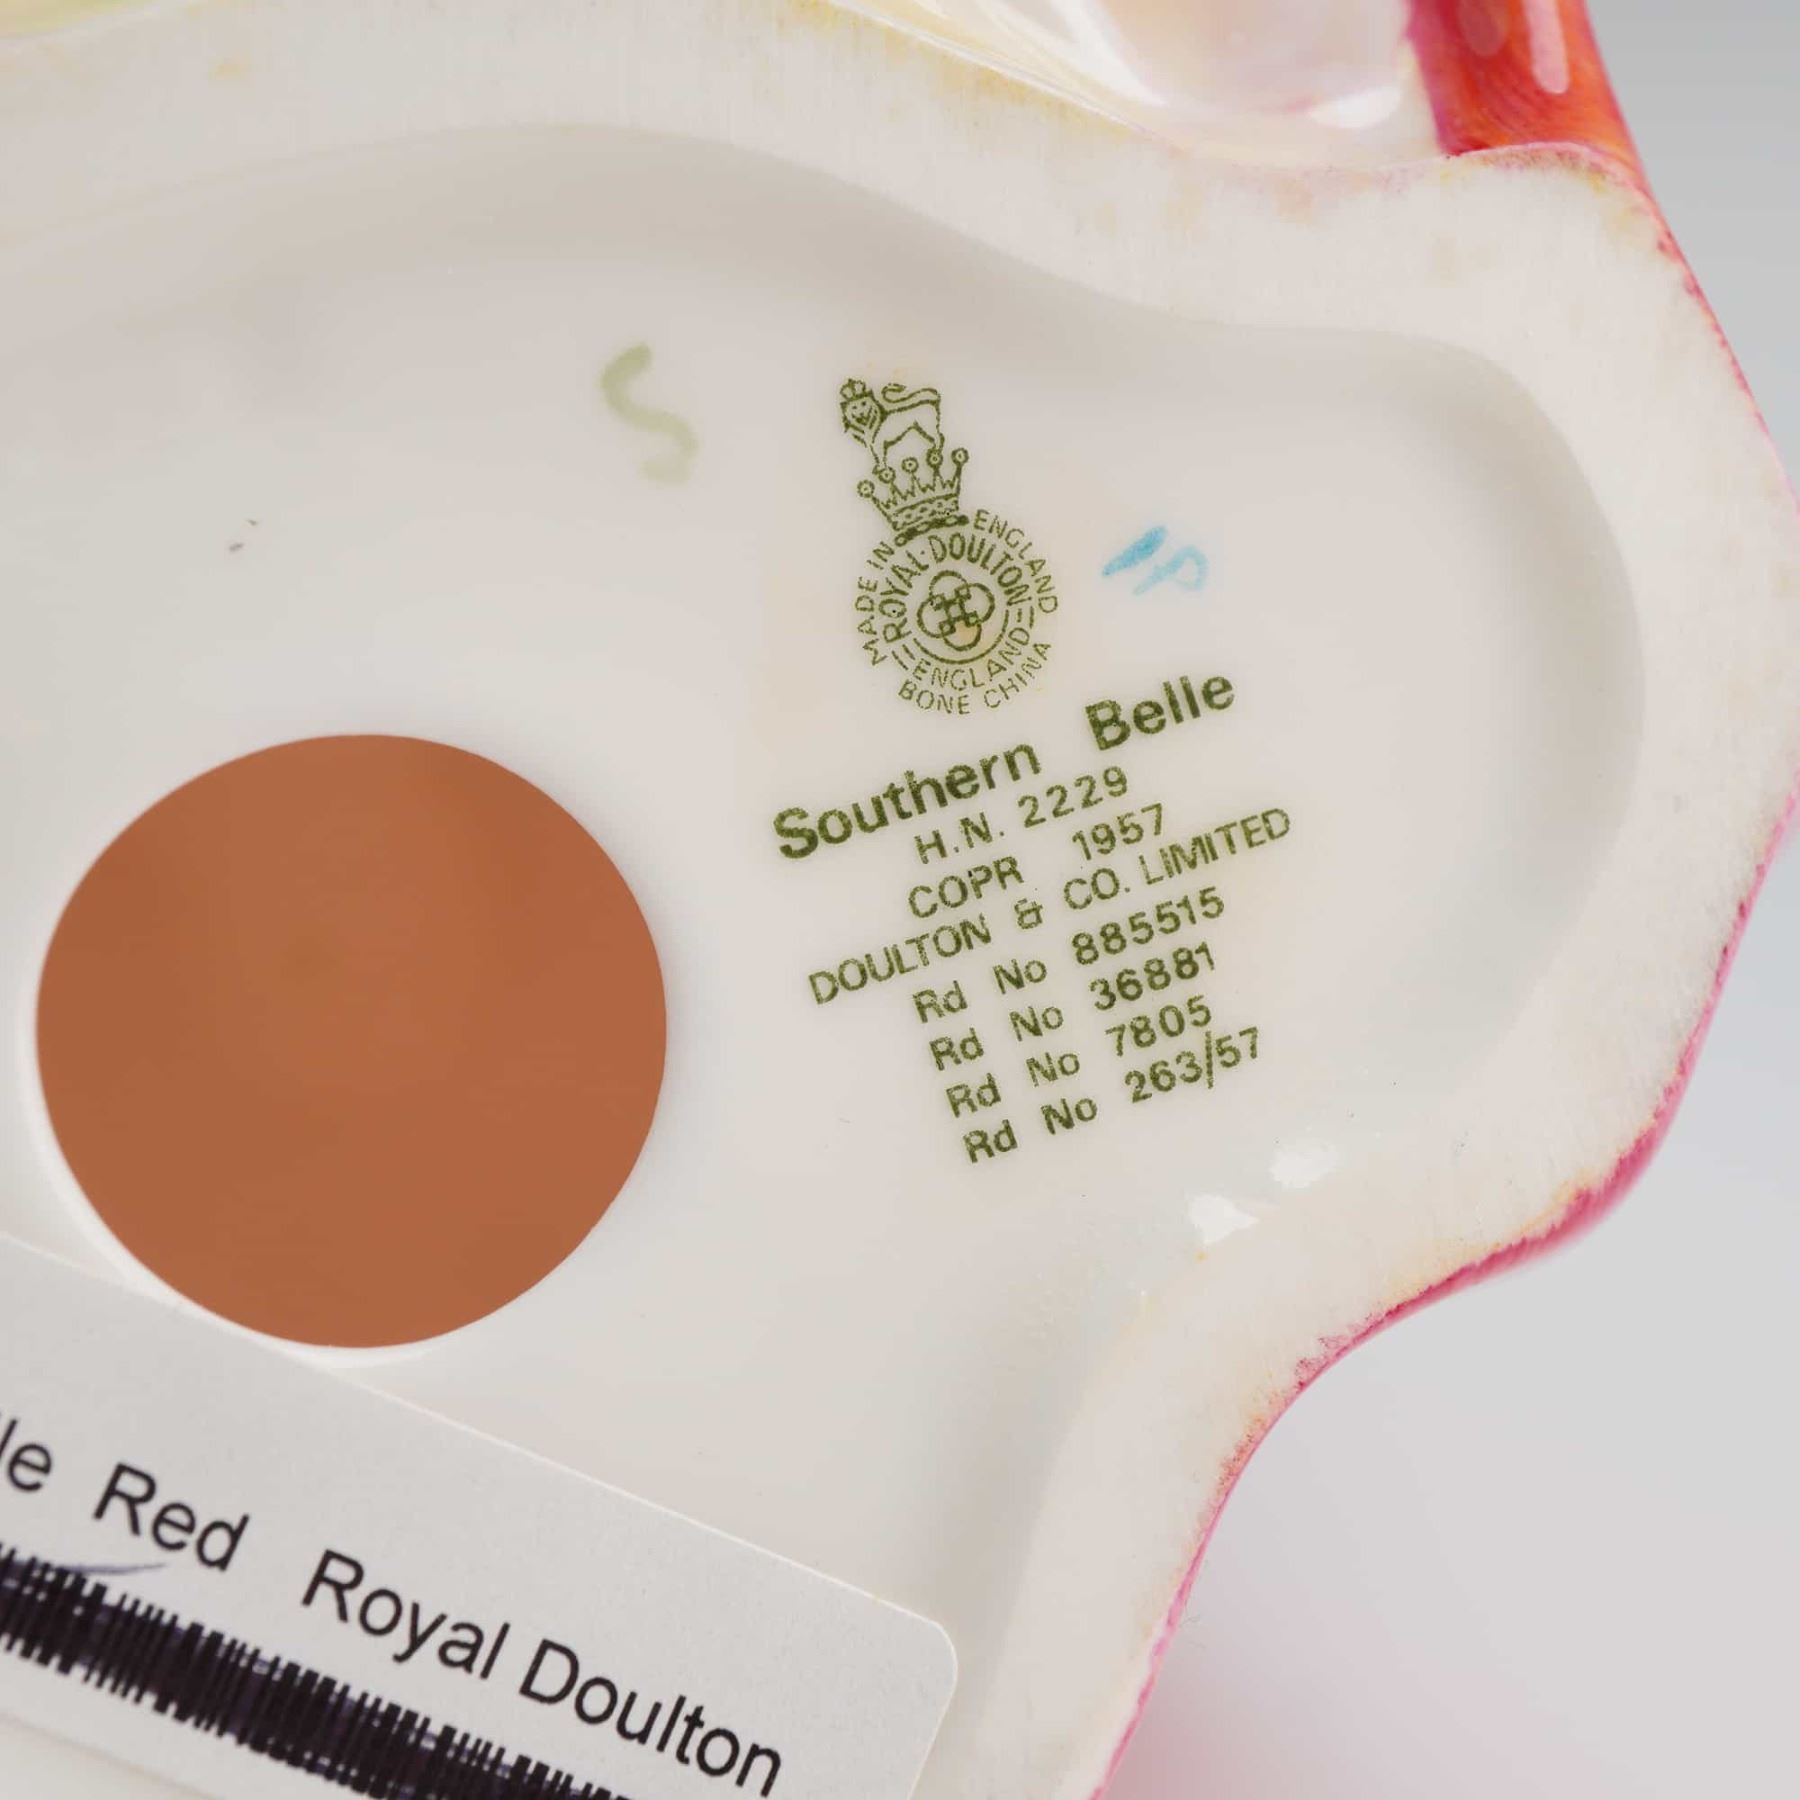 S
MADE IN ENGLAND
ROYAL·DOULTON
ENGLAND
BONE CHINA
Southern Belle
H.N. 2229
COPR 1957
DOULTON & CO. LIMITED
Rd No 885515
Rd No 36881
Rd No 7805
Rd No 263/57
le Red Royal Doulton